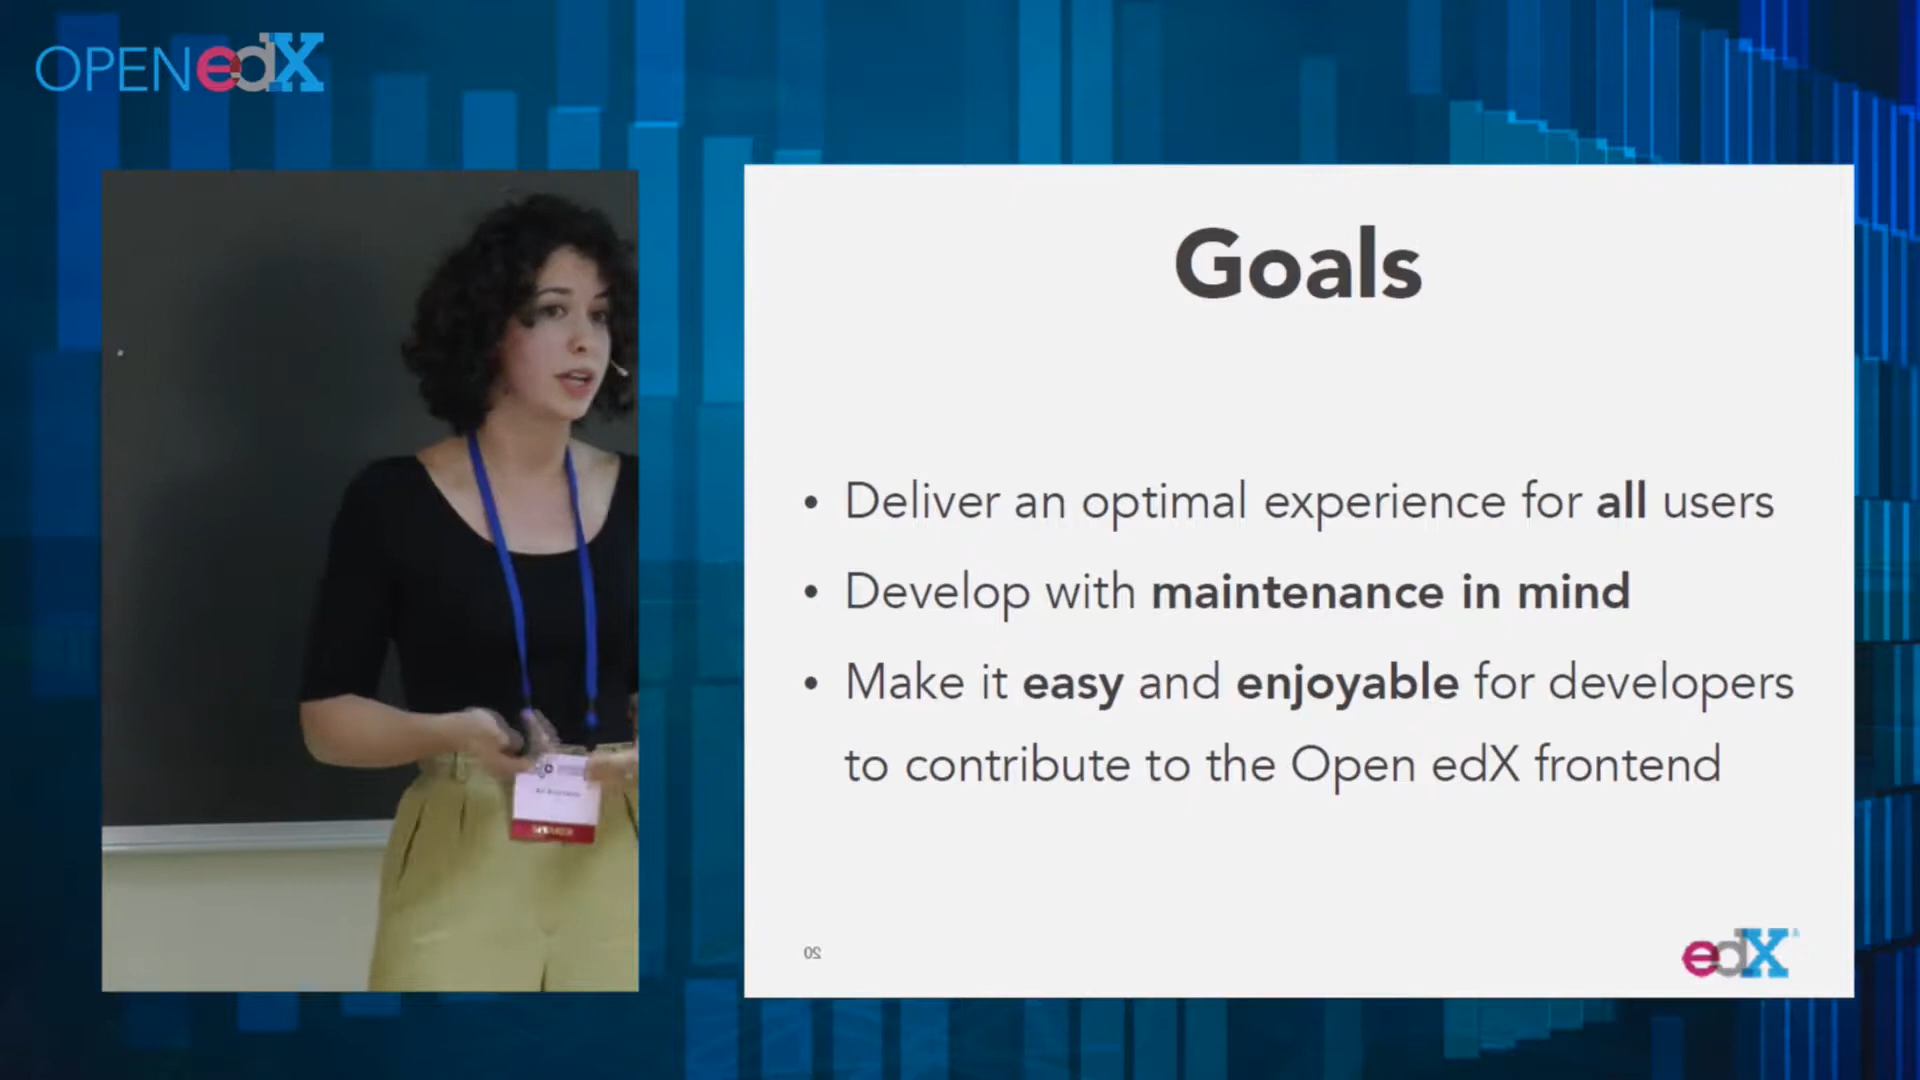 OPENedX
Goals
• Deliver an optimal experience for all users
• Develop with maintenance in mind
• Make it easy and enjoyable for developers
to contribute to the Open edX frontend
20
edX
SPEAKER